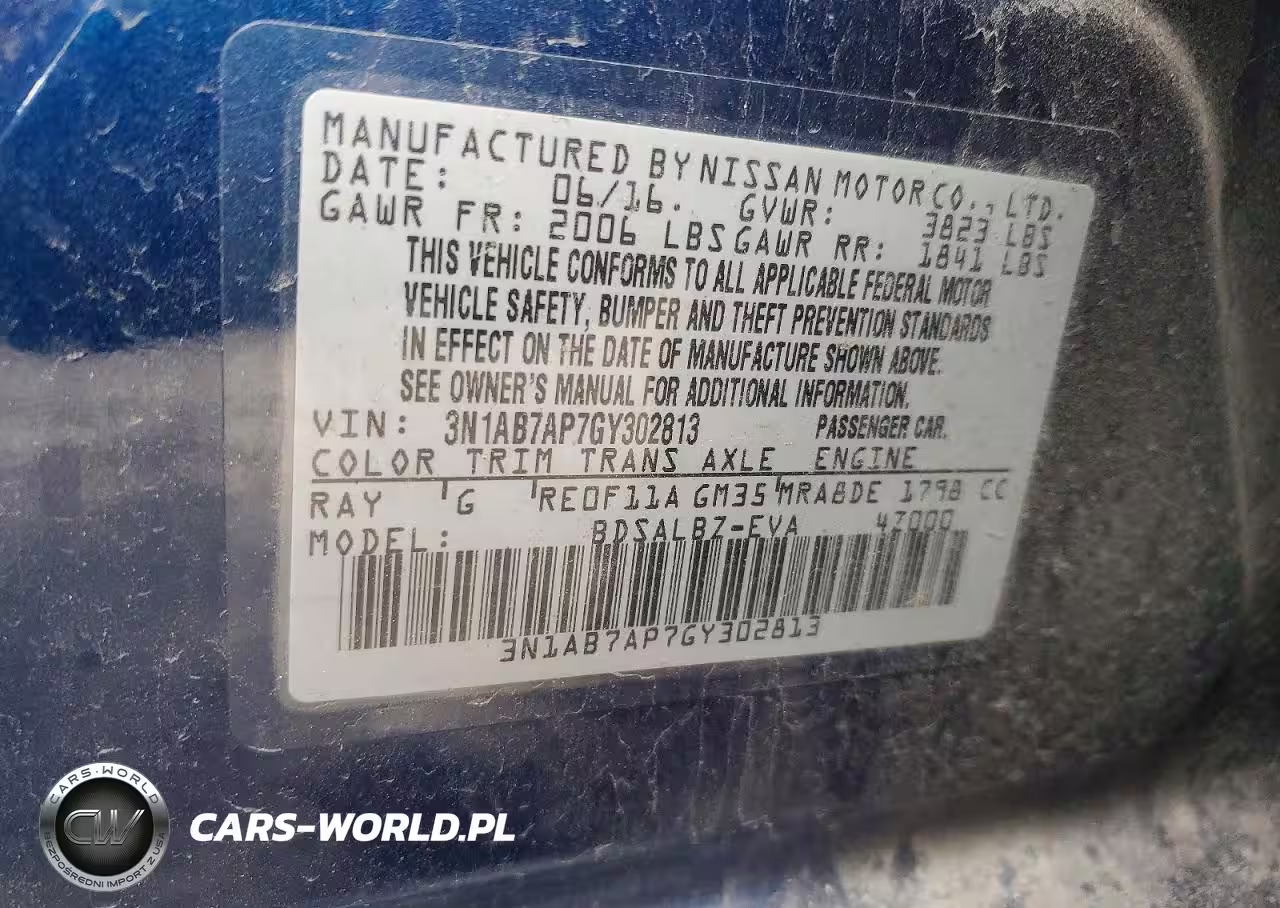 MANUFACTURED BY NISSAN MOTOR CO., LTD.
DATE: 06/16. GVWR: 3823 LBS
GAWR FR: 2006 LBS GAWR RR: 1841 LBS
THIS VEHICLE CONFORMS TO ALL APPLICABLE FEDERAL MOTOR
VEHICLE SAFETY, BUMPER AND THEFT PREVENTION STANDARDS
IN EFFECT ON THE DATE OF MANUFACTURE SHOWN ABOVE.
SEE OWNER'S MANUAL FOR ADDITIONAL INFORMATION.
VIN: 3N1AB7AP7GY302813 PASSENGER CAR.
COLOR TRIM TRANS AXLE ENGINE
RAY G RE0F11A GM35 MRA8DE 1798 CC
MODEL: BDSALBZ-EVA 47000
3N1AB7AP7GY302813
CARS-WORLD
CW
BEZPOŚREDNI IMPORT Z USA
CARS-WORLD.PL